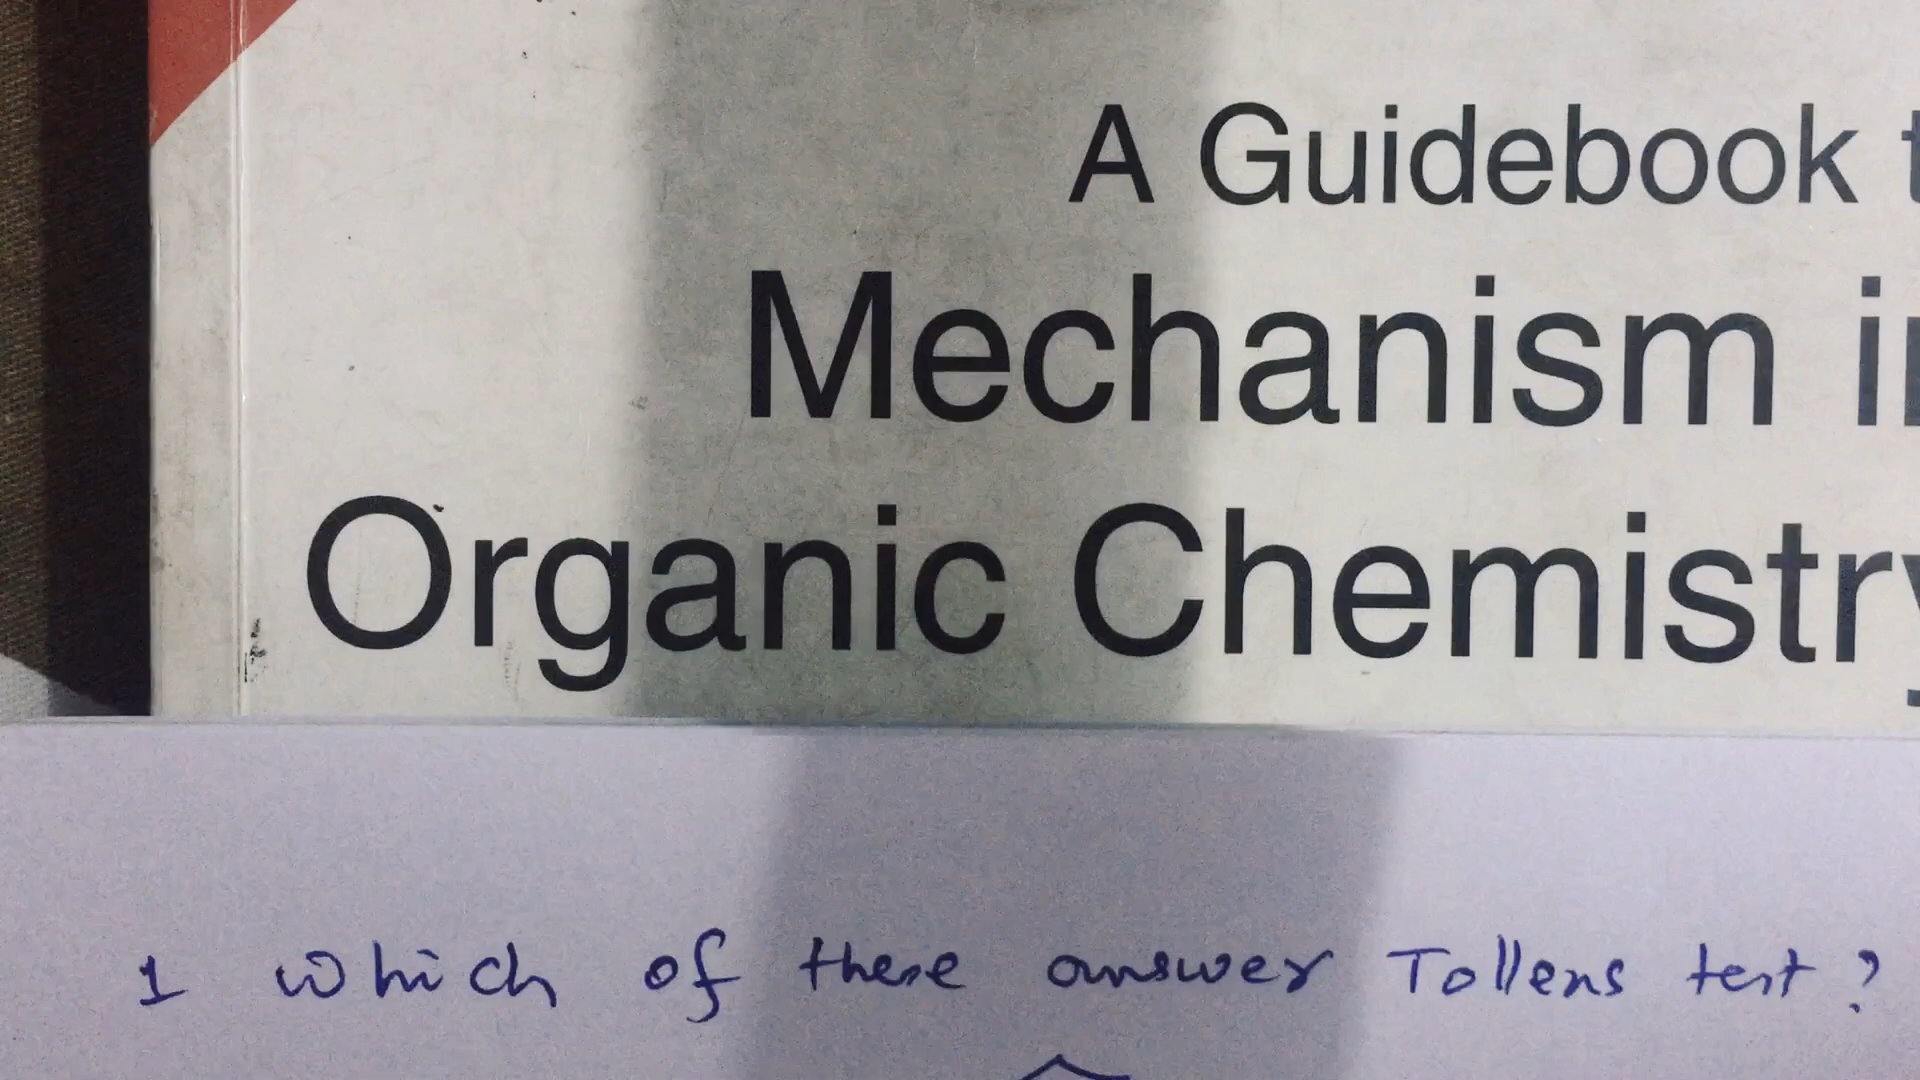 A Guidebook t
Mechanism i
Organic Chemistry
1 which of these answer Tollens test?